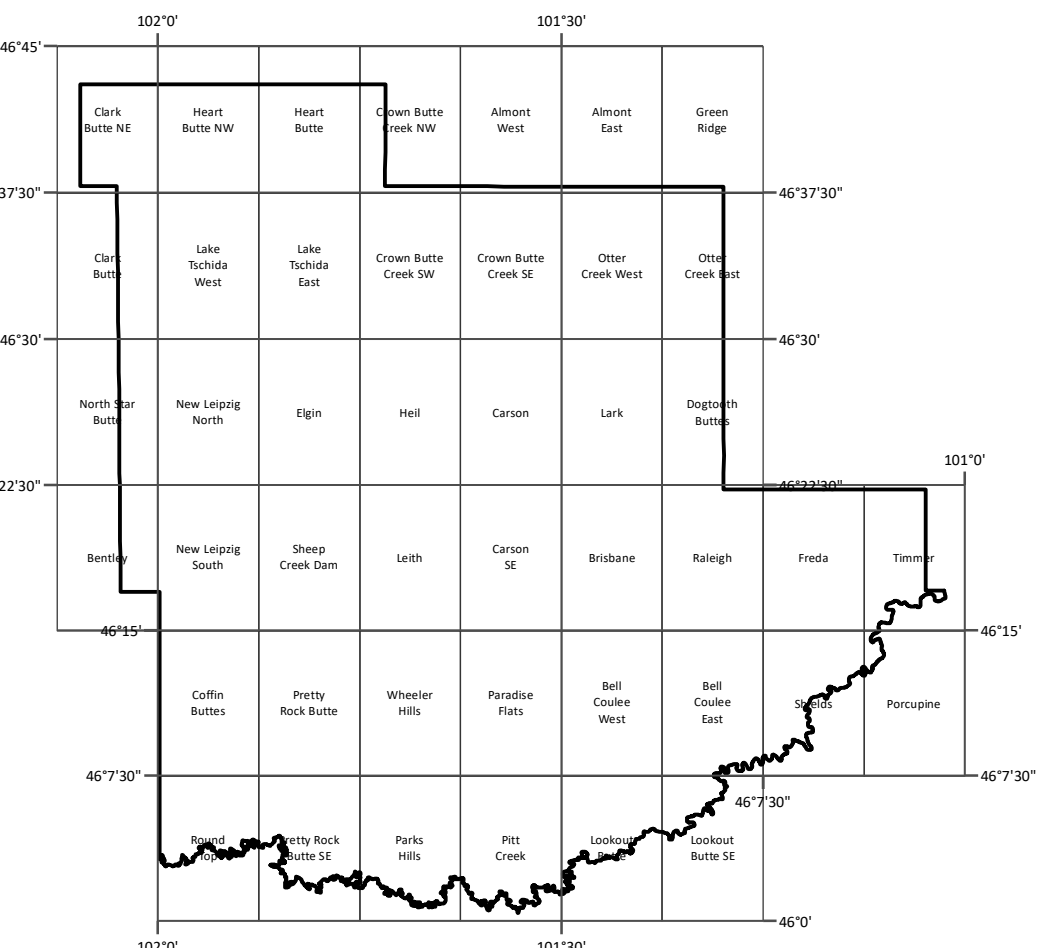 102°0'
101°30'
46°45'
Clark
Butte NE
Heart
Butte NW
Heart
Butte
Crown Butte
Creek NW
Almont
West
Almont
East
Green
Ridge
37'30"
46°37'30"
Clark
Butte
Lake
Tschida
West
Lake
Tschida
East
Crown Butte
Creek SW
Crown Butte
Creek SE
Otter
Creek West
Otter
Creek East
46°30'
46°30'
North Star
Butte
New Leipzig
North
Elgin
Heil
Carson
Lark
Dogtooth
Buttes
101°0'
22'30"
46°22'30"
Bentley
New Leipzig
South
Sheep
Creek Dam
Leith
Carson
SE
Brisbane
Raleigh
Freda
Timmer
46°15'
46°15'
Coffin
Buttes
Pretty
Rock Butte
Wheeler
Hills
Paradise
Flats
Bell
Coulee
West
Bell
Coulee
East
Shields
Porcupine
46°7'30"
46°7'30"
46°7'30"
Round
Top
Pretty Rock
Butte SE
Parks
Hills
Pitt
Creek
Lookout
Butte
Lookout
Butte SE
46°0'
102°0'
101°30'